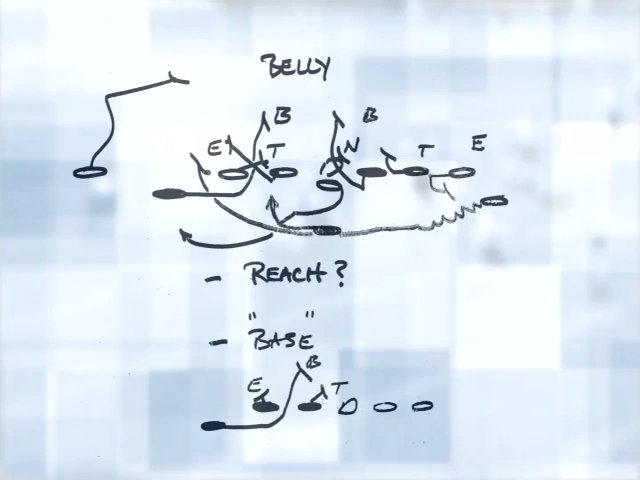 BELLY
B B
E T N T E
- REACH?
- "BASE"
B
E T